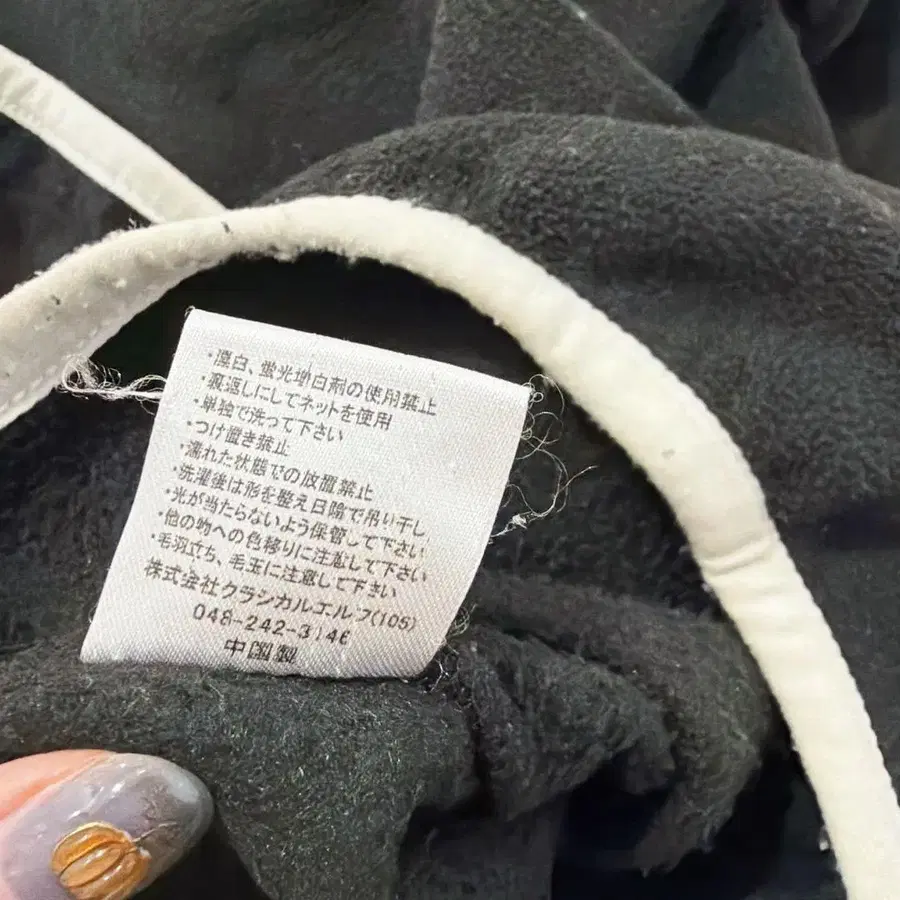 ・漂白、蛍光増白剤の使用禁止
・裏返しにしてネットを使用
・単独で洗って下さい
・つけ置き禁止
・濡れた状態での放置禁止
・洗濯後は形を整え日陰で吊り干し
・光が当たらないよう保管して下さい
・他の物への色移りに注意して下さい
・毛羽立ち、毛玉に注意して下さい
株式会社クラシカルエルフ(105)
048-242-3146
中国製